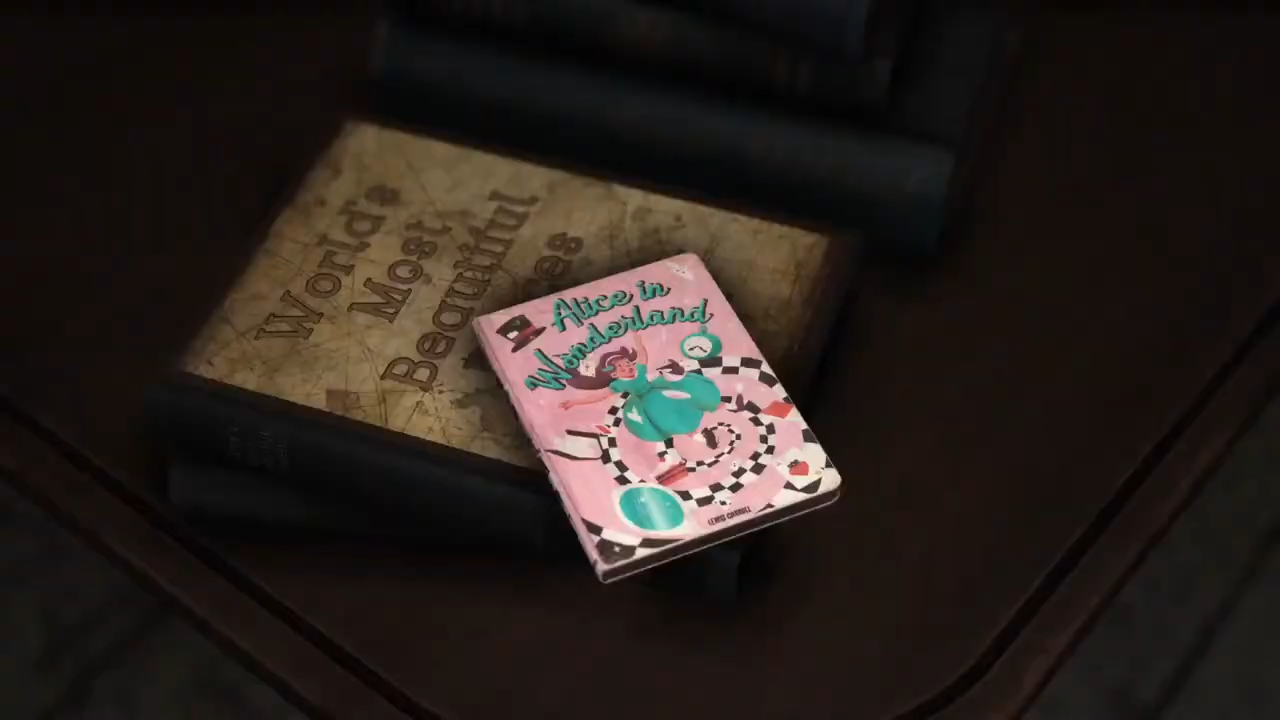 World's
Most
Beautiful
Alice in
Wonderland
LEWIS CARROLL